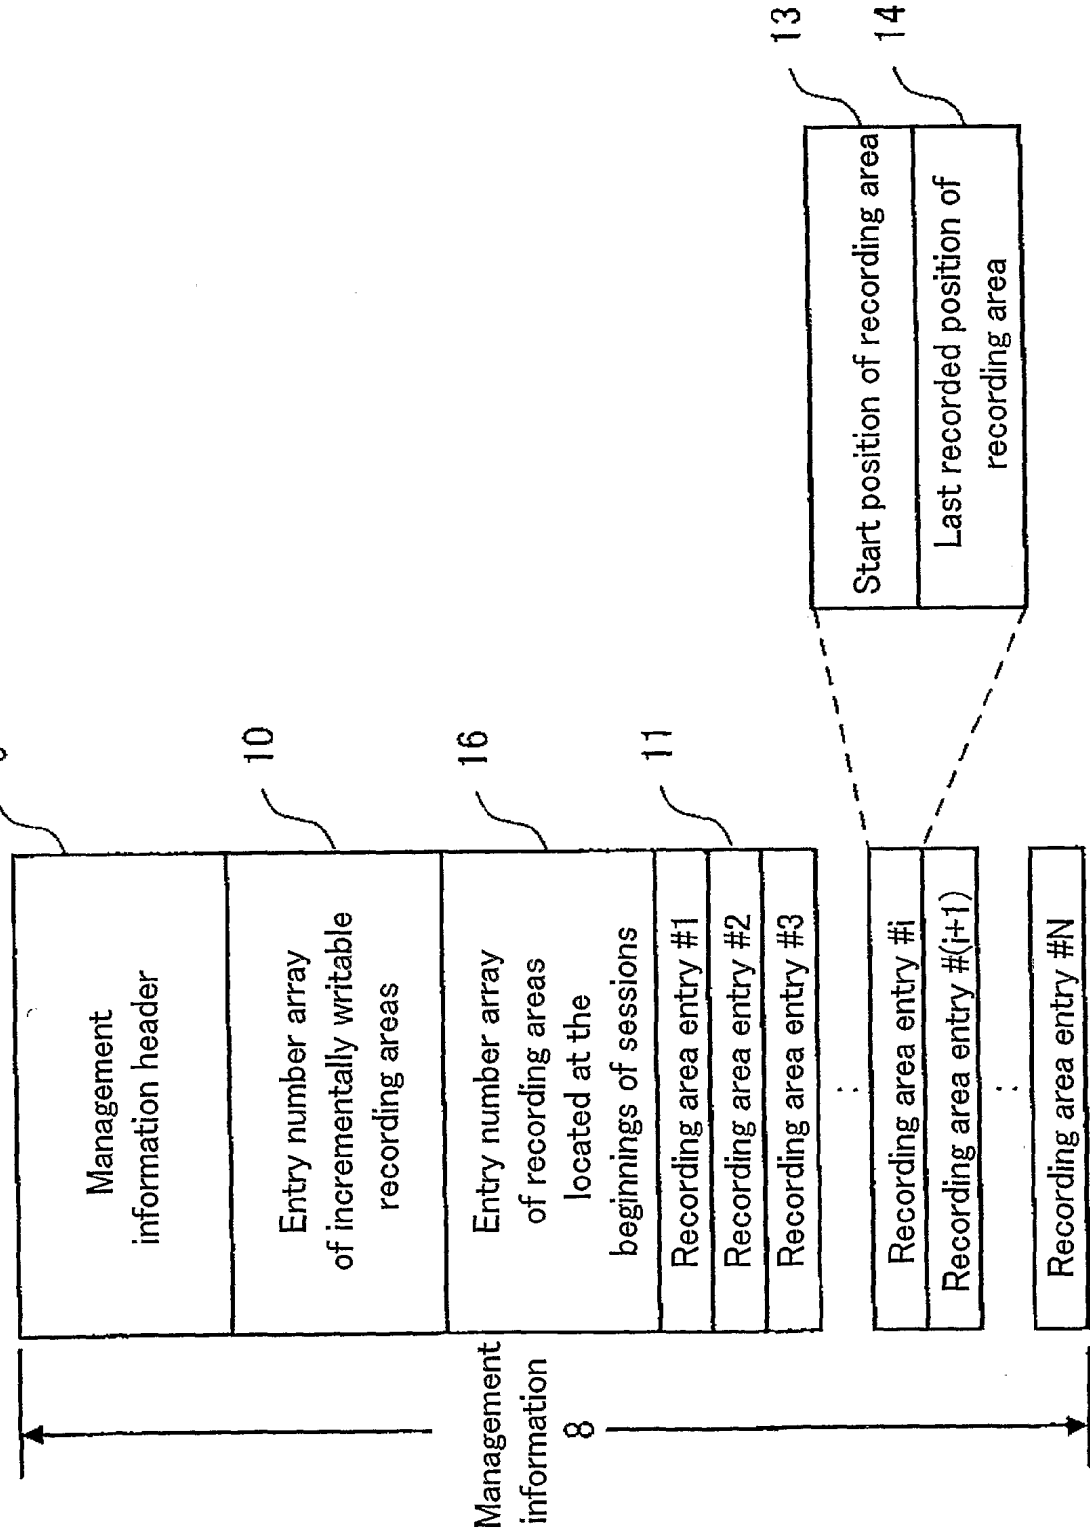 Management
information
8
Management
information header
10
Entry number array
of incrementally writable
recording areas
16
Entry number array
of recording areas
located at the
beginnings of sessions
11
Recording area entry #1
Recording area entry #2
Recording area entry #3
:
Recording area entry #i
Recording area entry #(i+1)
:
Recording area entry #N
13
Start position of recording area
14
Last recorded position of
recording area